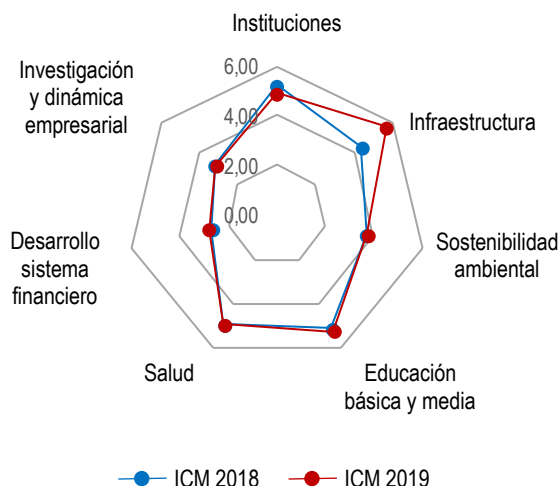 Instituciones
Investigación
y dinámica
empresarial
6,00
4,00
2,00
0,00
Infraestructura
Desarrollo
sistema
financiero
Sostenibilidad
ambiental
Salud
Educación
básica y media
ICM 2018
ICM 2019